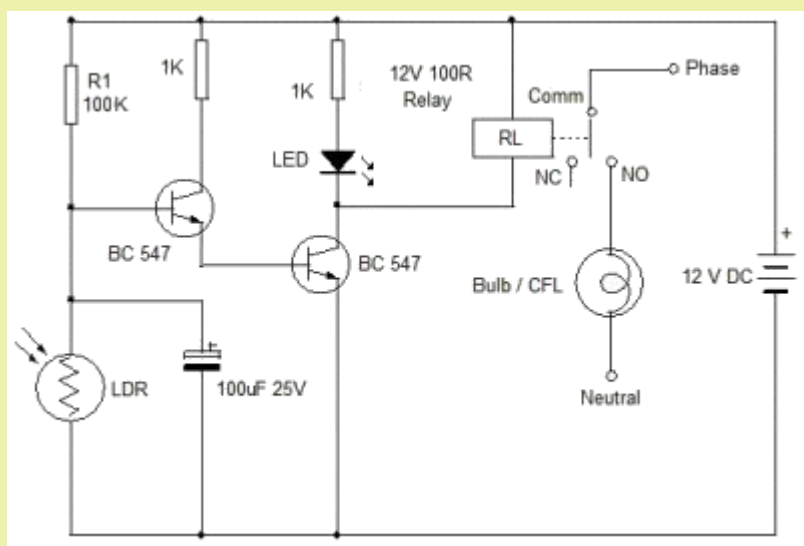 R1
100K
1K
1K
12V 100R
Relay
Comm
Phase
RL
LED
NC
NO
BC 547
BC 547
Bulb / CFL
+
12 V DC
LDR
+
100uF 25V
Neutral